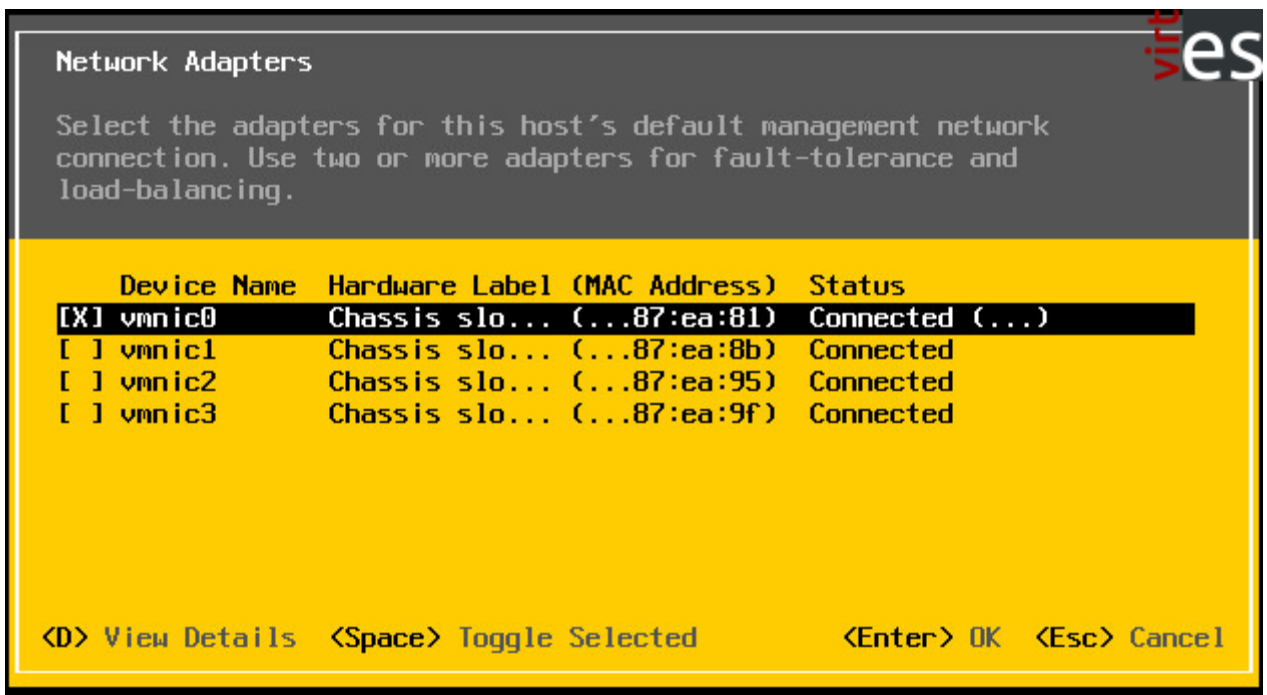 Network Adapters
Select the adapters for this host's default management network
connection. Use two or more adapters for fault-tolerance and
load-balancing.
Device Name Hardware Label (MAC Address) Status
[X] vmnic0 Chassis slo... (...87:ea:81) Connected (...)
[ ] vmnic1 Chassis slo... (...87:ea:8b) Connected
[ ] vmnic2 Chassis slo... (...87:ea:95) Connected
[ ] vmnic3 Chassis slo... (...87:ea:9f) Connected
<D> View Details <Space> Toggle Selected <Enter> OK <Esc> Cancel
virt
es